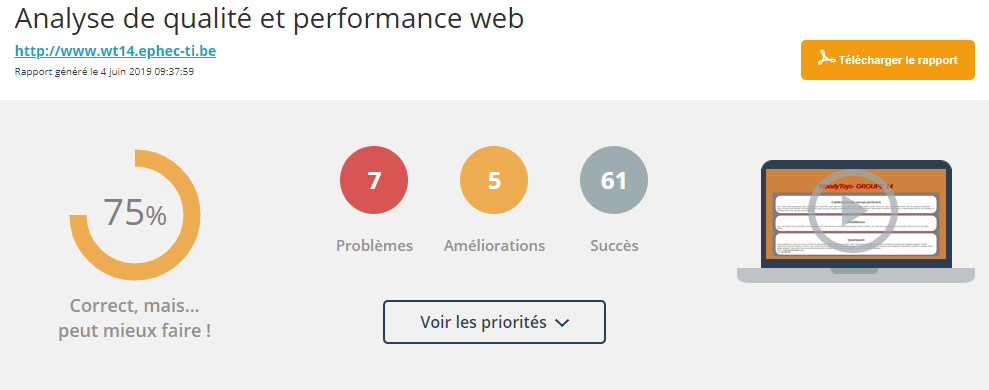 Analyse de qualité et performance web
http://www.wt14.ephec-ti.be
Rapport généré le 4 juin 2019 09:37:59
Télécharger le rapport
75%
Correct, mais...
peut mieux faire !
7
5
61
Problèmes
Améliorations
Succès
Voir les priorités
GROUPE 14